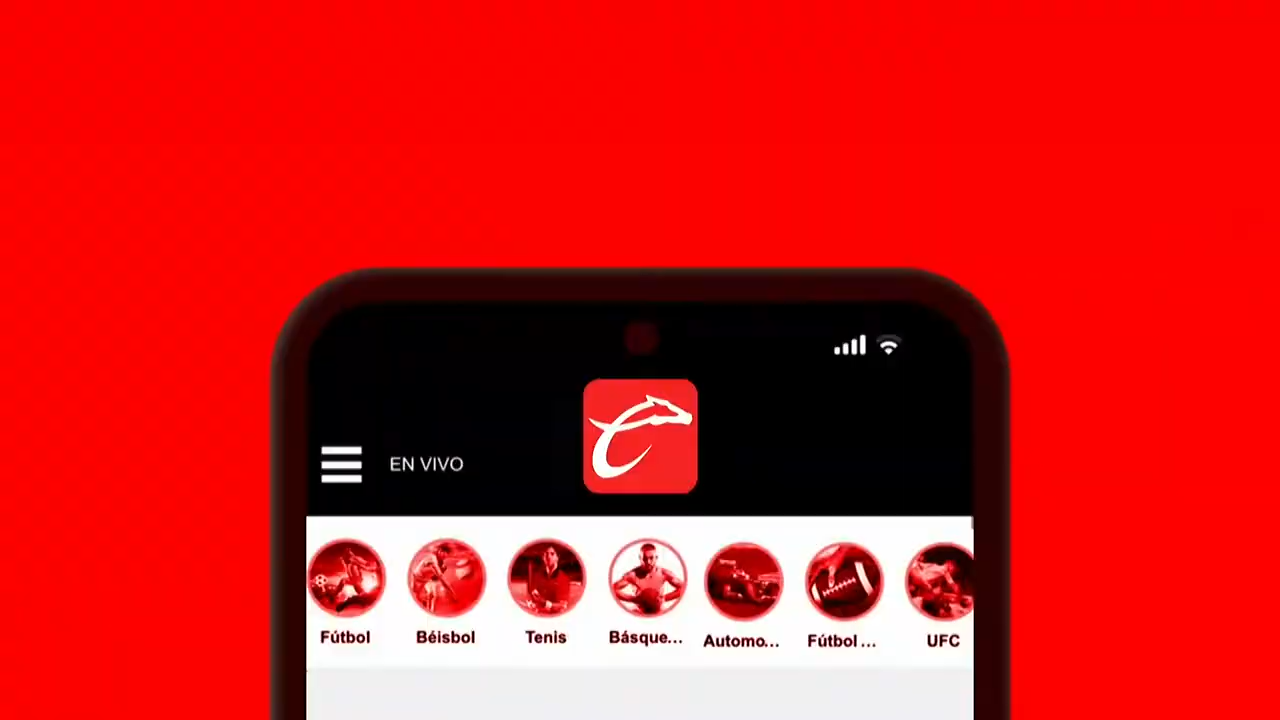 EN VIVO
Fútbol
Béisbol
Tenis
Básque...
Automo...
Fútbol ...
UFC